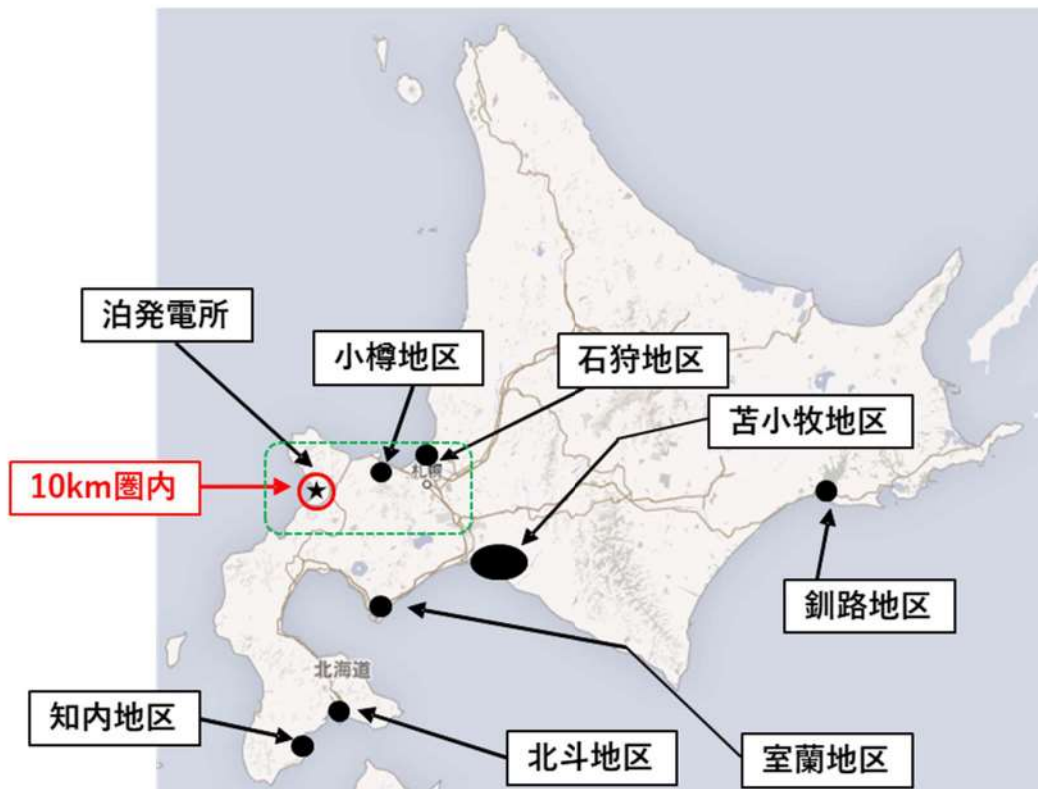 泊発電所
小樽地区
石狩地区
苫小牧地区
10km圏内
札幌
釧路地区
北海道
知内地区
北斗地区
室蘭地区